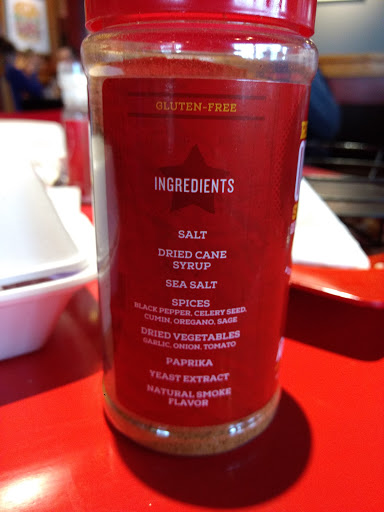 GLUTEN-FREE
INGREDIENTS
SALT
DRIED CANE
SYRUP
SEA SALT
SPICES
BLACK PEPPER, CELERY SEED,
CUMIN, OREGANO, SAGE
DRIED VEGETABLES
GARLIC, ONION, TOMATO
PAPRIKA
YEAST EXTRACT
NATURAL SMOKE
FLAVOR